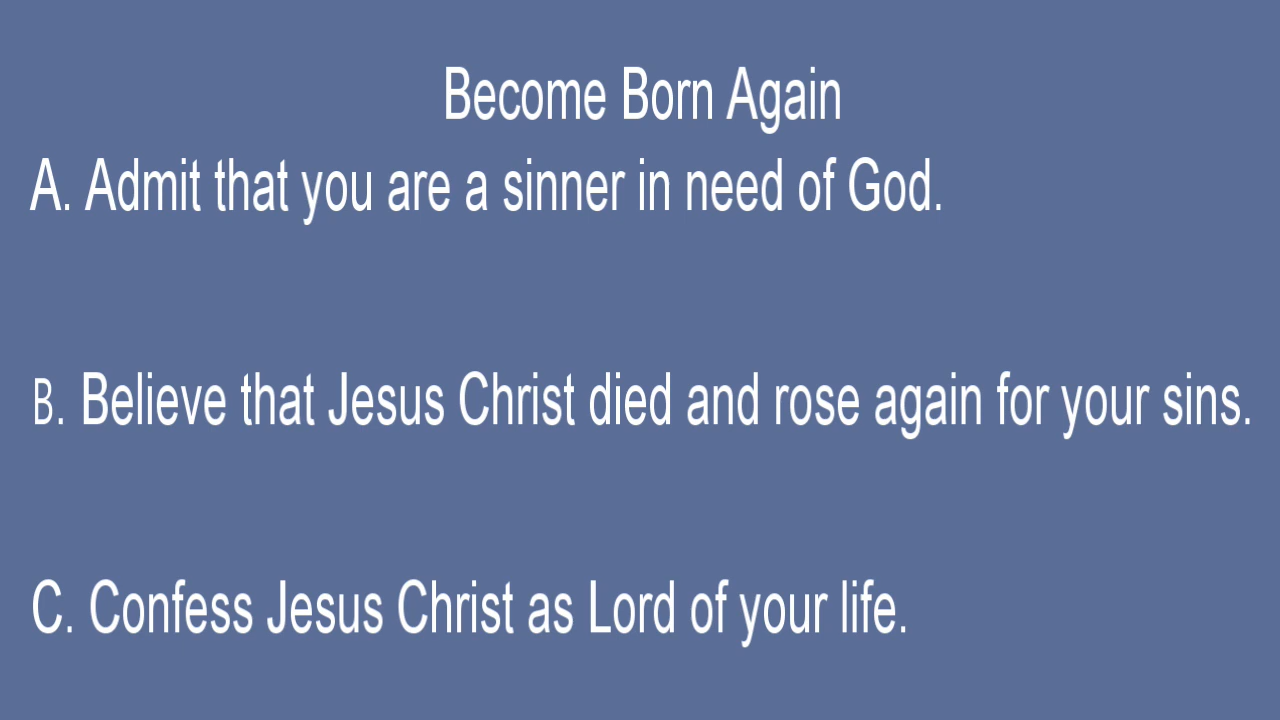 Become Born Again
A. Admit that you are a sinner in need of God.
B. Believe that Jesus Christ died and rose again for your sins.
C. Confess Jesus Christ as Lord of your life.